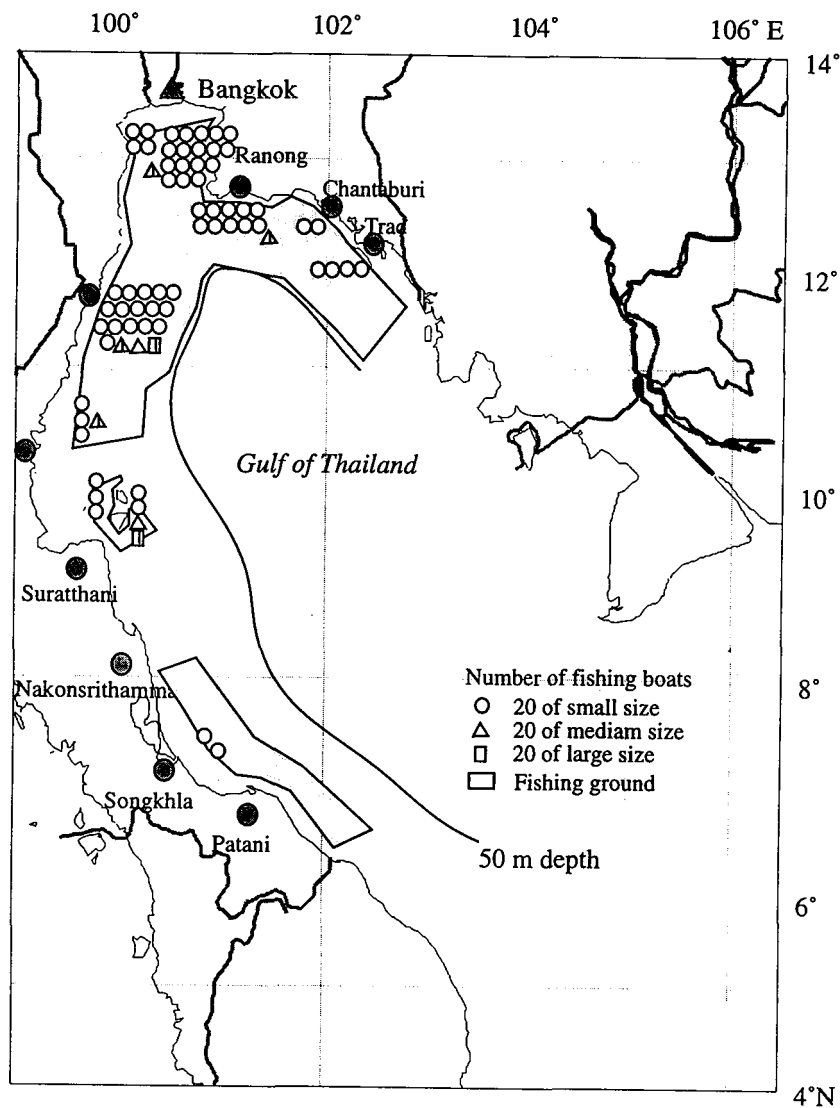 100° 102° 104° 106° E
14°
Bangkok
Ranong
Chantaburi
Trad
12°
Gulf of Thailand
10°
Suratthani
Nakonsrithamma
8°
Number of fishing boats
20 of small size
20 of mediam size
20 of large size
Fishing ground
Songkhla
Patani
50 m depth
6°
4°N